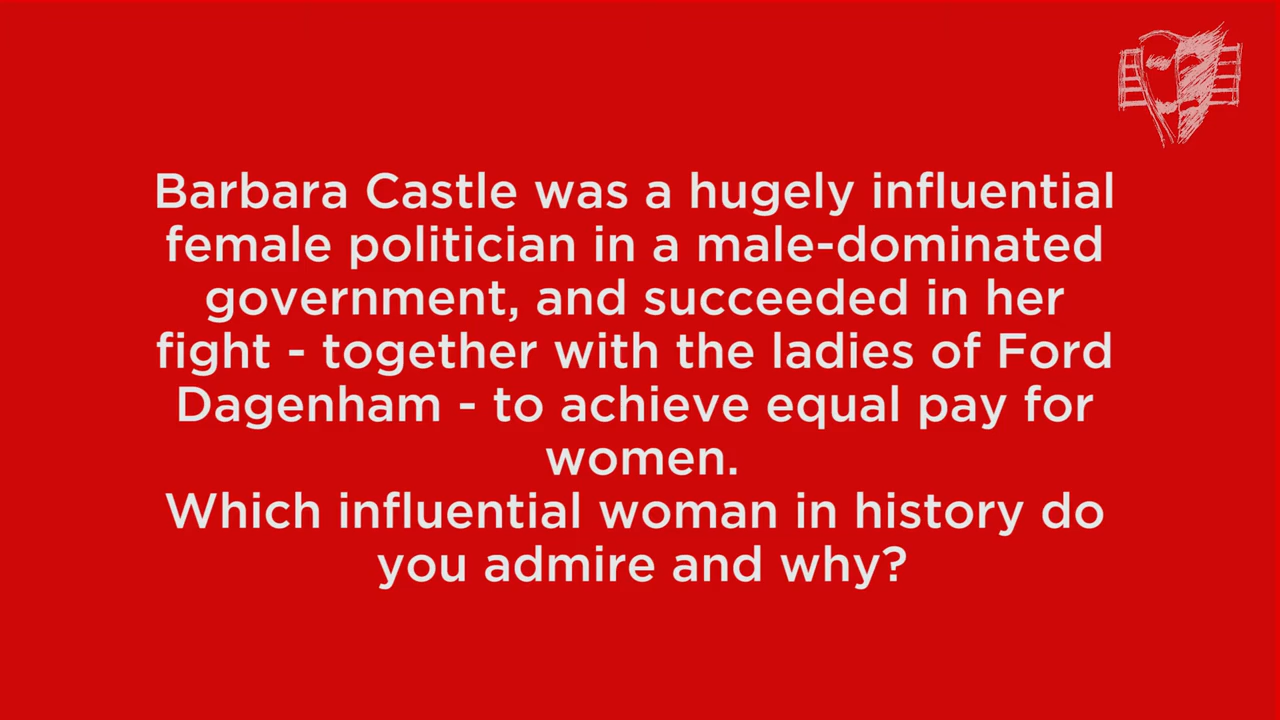 Barbara Castle was a hugely influential
female politician in a male-dominated
government, and succeeded in her
fight - together with the ladies of Ford
Dagenham - to achieve equal pay for
women.
Which influential woman in history do
you admire and why?